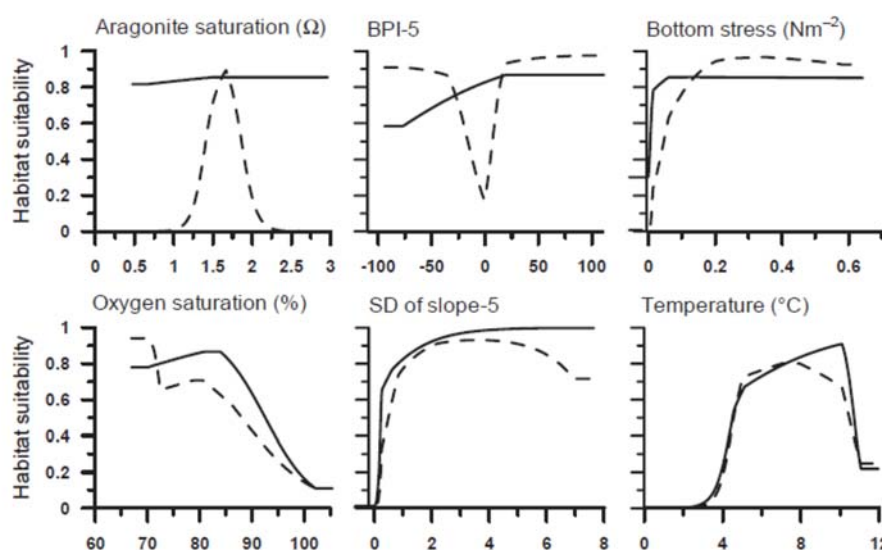 Aragonite saturation (Ω) BPI-5 Bottom stress (Nm⁻²)
Habitat suitability
1
0.8
0.6
0.4
0.2
0
0 0.5 1 1.5 2 2.5 3 -100 -50 0 50 100 0 0.2 0.4 0.6
Oxygen saturation (%) SD of slope-5 Temperature (°C)
Habitat suitability
1
0.8
0.6
0.4
0.2
0
60 70 80 90 100 0 2 4 6 8 0 4 8 12